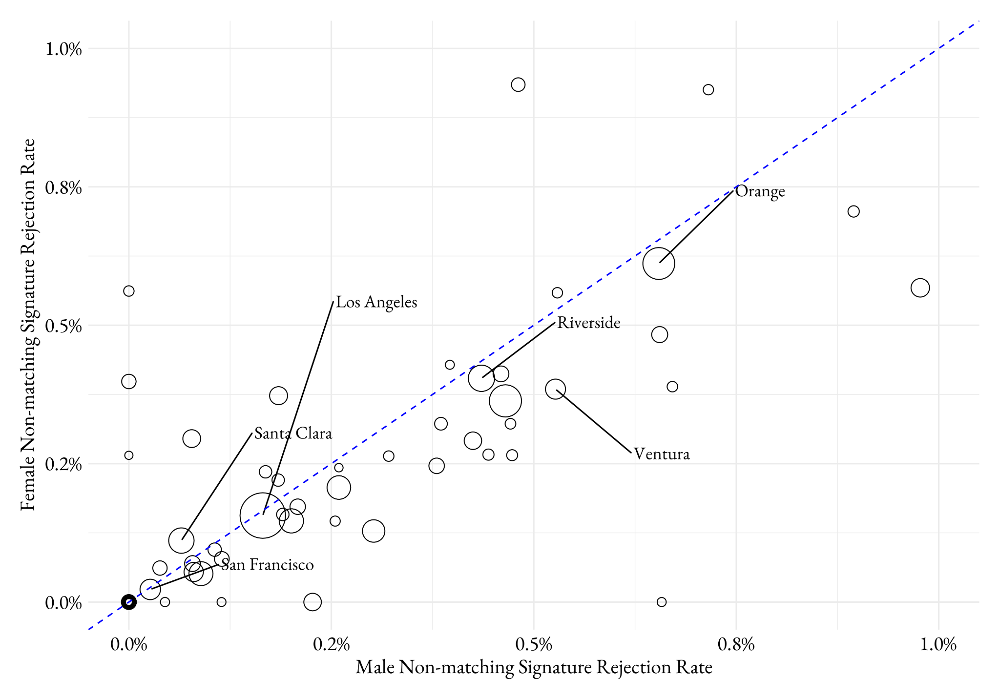 1.0%
0.8%
0.5%
0.2%
0.0%
Female Non-matching Signature Rejection Rate
Orange
Los Angeles
Riverside
Santa Clara
Ventura
San Francisco
0.0%
0.2%
0.5%
0.8%
1.0%
Male Non-matching Signature Rejection Rate